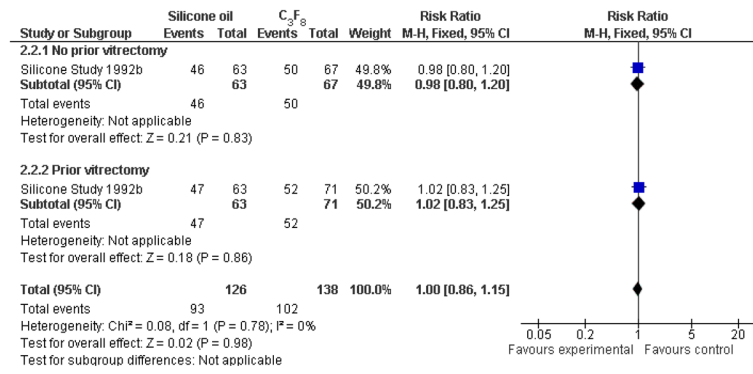 Silicone oil C3F8 Risk Ratio Risk Ratio
Study or Subgroup Events Total Events Total Weight M-H, Fixed, 95% CI M-H, Fixed, 95% CI
2.2.1 No prior vitrectomy
Silicone Study 1992b 46 63 50 67 49.8% 0.98 [0.80, 1.20]
Subtotal (95% CI) 63 67 49.8% 0.98 [0.80, 1.20]
Total events 46 50
Heterogeneity: Not applicable
Test for overall effect: Z = 0.21 (P = 0.83)
2.2.2 Prior vitrectomy
Silicone Study 1992b 47 63 52 71 50.2% 1.02 [0.83, 1.25]
Subtotal (95% CI) 63 71 50.2% 1.02 [0.83, 1.25]
Total events 47 52
Heterogeneity: Not applicable
Test for overall effect: Z = 0.18 (P = 0.86)
Total (95% CI) 126 138 100.0% 1.00 [0.86, 1.15]
Total events 93 102
Heterogeneity: Chi² = 0.08, df = 1 (P = 0.78); I² = 0%
Test for overall effect: Z = 0.02 (P = 0.98)
Test for subgroup differences: Not applicable
0.05 0.2 1 5 20
Favours experimental Favours control